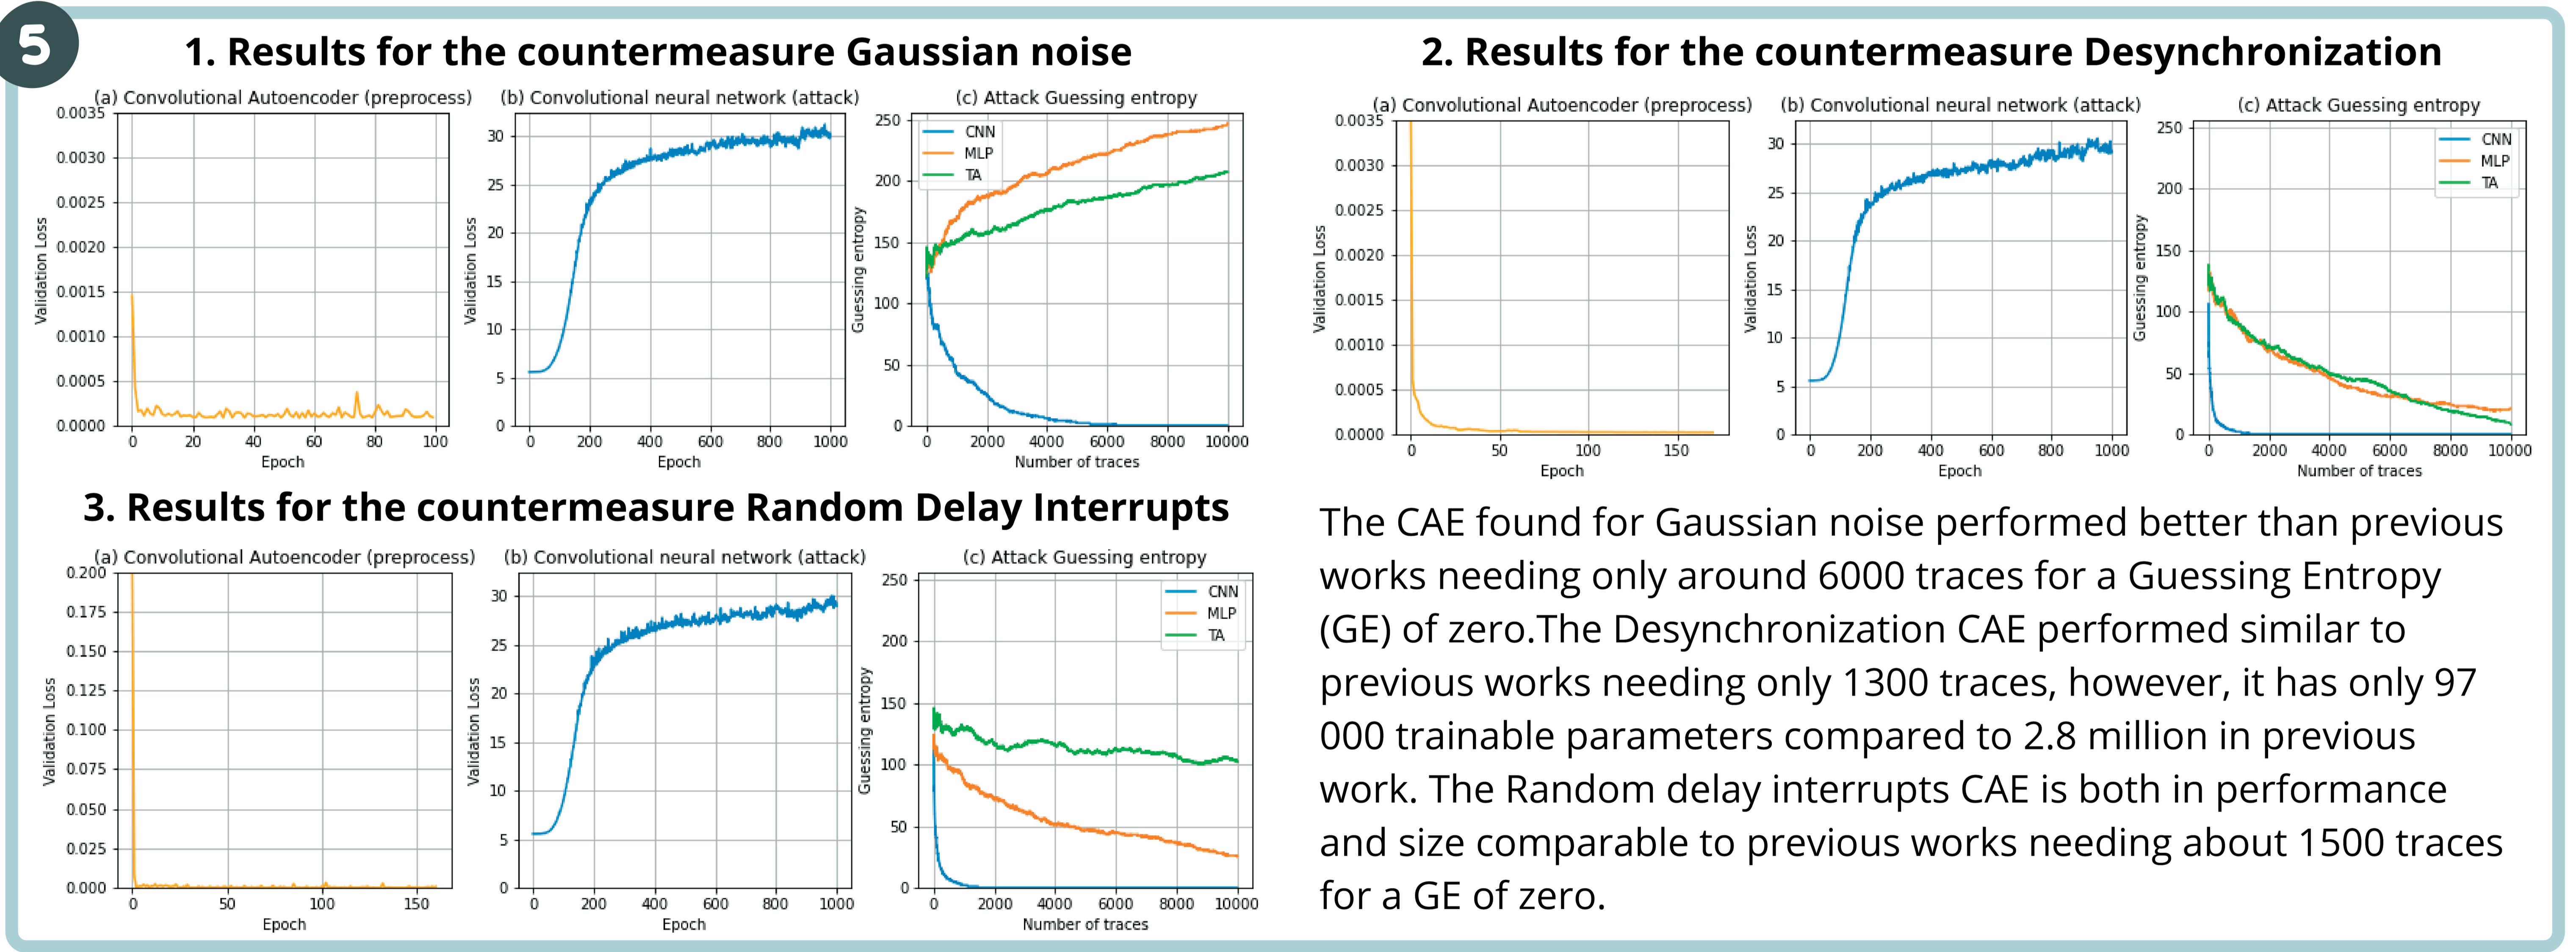 5
1. Results for the countermeasure Gaussian noise
(a) Convolutional Autoencoder (preprocess)
0.0035
0.0030
0.0025
0.0020
0.0015
0.0010
0.0005
0.0000
Validation Loss
0 20 40 60 80 100
Epoch
(b) Convolutional neural network (attack)
30
25
20
15
10
5
0
Validation Loss
0 200 400 600 800 1000
Epoch
(c) Attack Guessing entropy
250
200
150
100
50
0
Guessing entropy
CNN
MLP
TA
0 2000 4000 6000 8000 10000
Number of traces
2. Results for the countermeasure Desynchronization
(a) Convolutional Autoencoder (preprocess)
0.0035
0.0030
0.0025
0.0020
0.0015
0.0010
0.0005
0.0000
Validation Loss
0 50 100 150
Epoch
(b) Convolutional neural network (attack)
30
25
20
15
10
5
0
Validation Loss
0 200 400 600 800 1000
Epoch
(c) Attack Guessing entropy
250
200
150
100
50
0
Guessing entropy
CNN
MLP
TA
0 2000 4000 6000 8000 10000
Number of traces
3. Results for the countermeasure Random Delay Interrupts
(a) Convolutional Autoencoder (preprocess)
0.200
0.175
0.150
0.125
0.100
0.075
0.050
0.025
0.000
Validation Loss
0 50 100 150
Epoch
(b) Convolutional neural network (attack)
30
25
20
15
10
5
0
Validation Loss
0 200 400 600 800 1000
Epoch
(c) Attack Guessing entropy
250
200
150
100
50
0
Guessing entropy
CNN
MLP
TA
0 2000 4000 6000 8000 10000
Number of traces
The CAE found for Gaussian noise performed better than previous
works needing only around 6000 traces for a Guessing Entropy
(GE) of zero.The Desynchronization CAE performed similar to
previous works needing only 1300 traces, however, it has only 97
000 trainable parameters compared to 2.8 million in previous
work. The Random delay interrupts CAE is both in performance
and size comparable to previous works needing about 1500 traces
for a GE of zero.